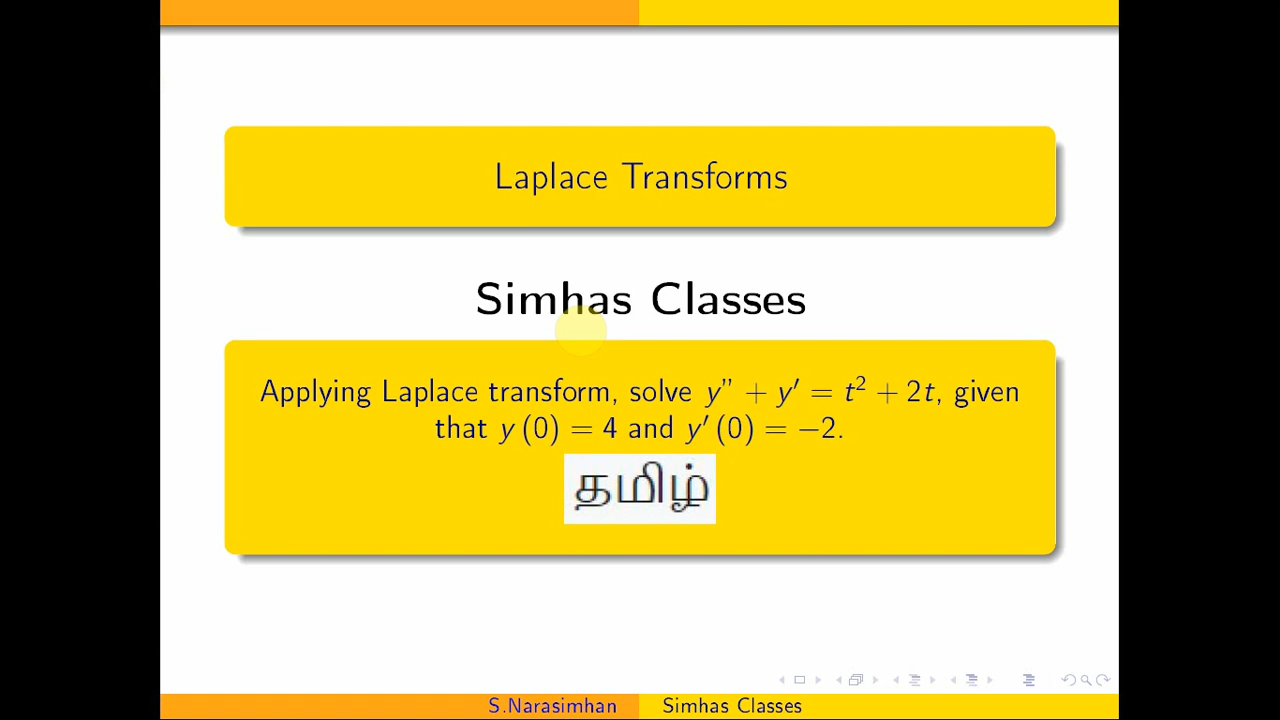 Laplace Transforms
Simhas Classes
Applying Laplace transform, solve y” + y′ = t² + 2t, given
that y (0) = 4 and y′ (0) = −2.
தமிழ்
S.Narasimhan
Simhas Classes